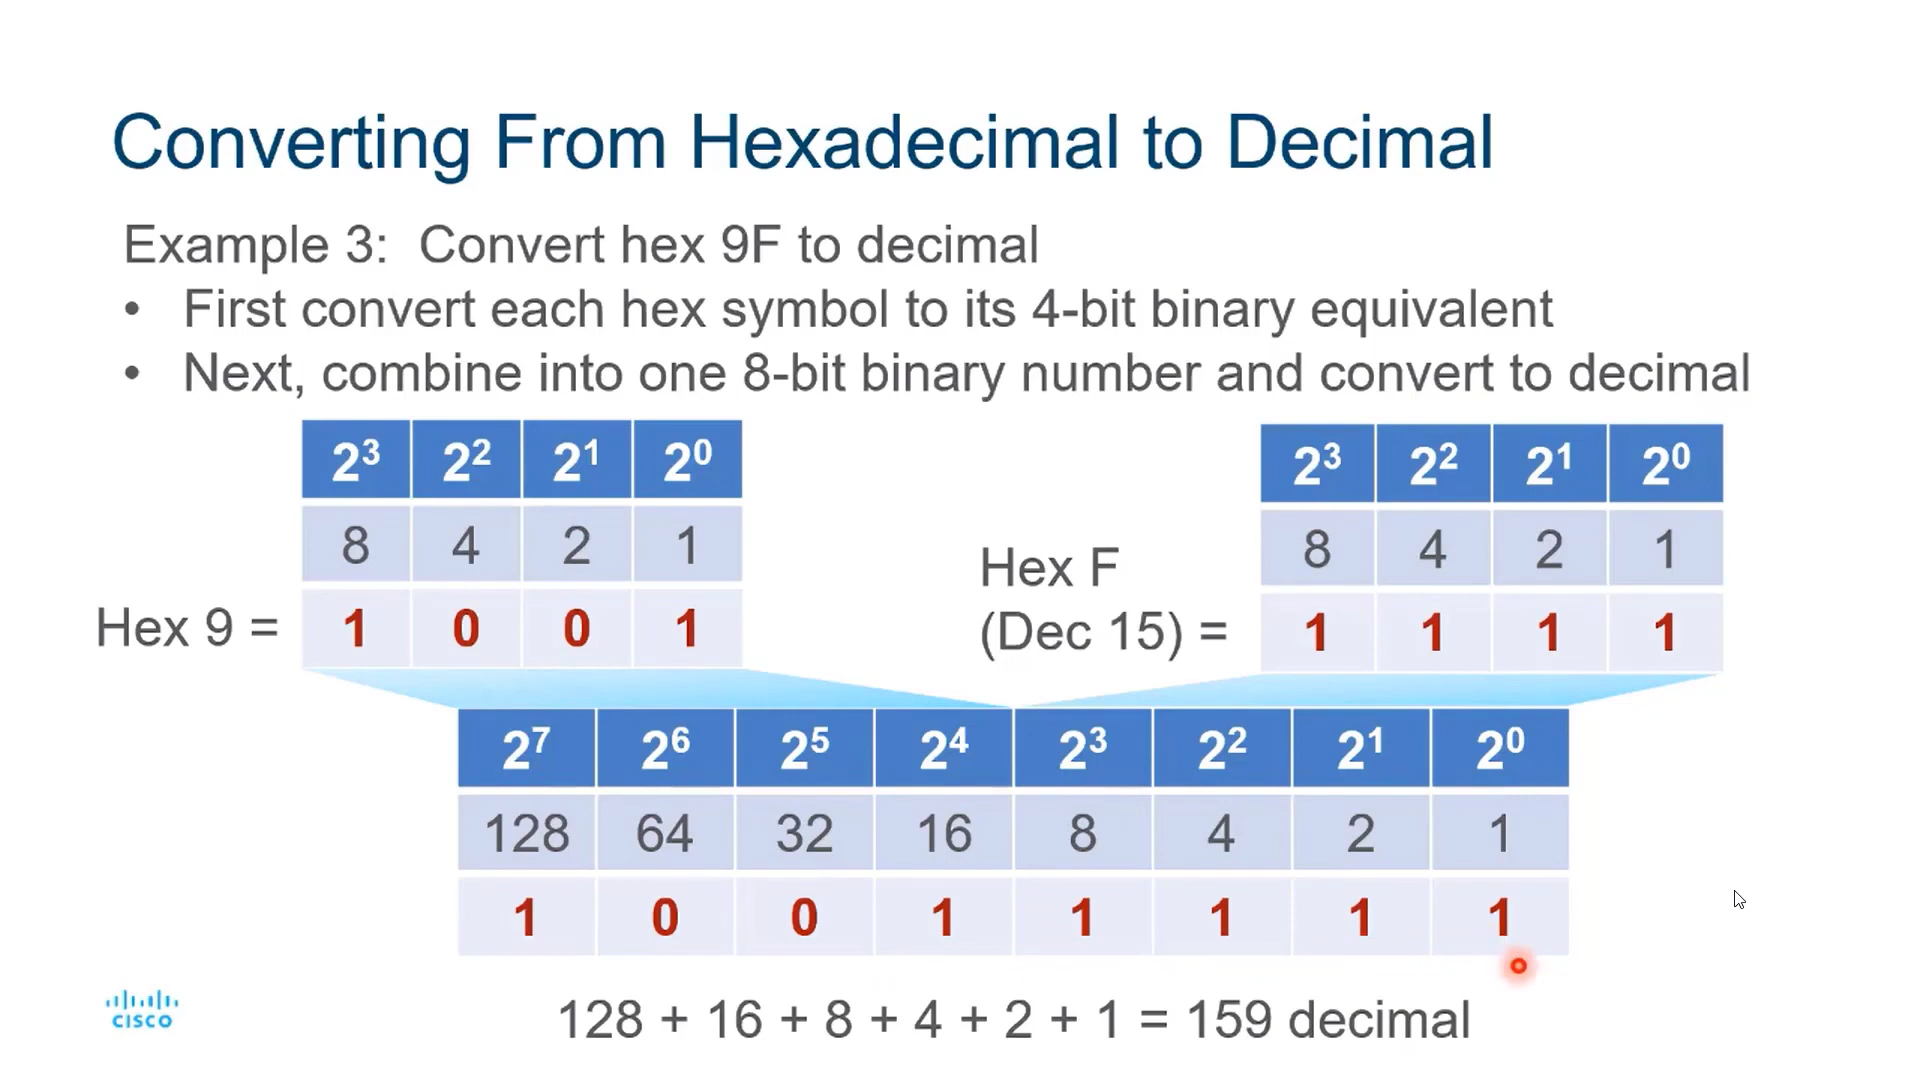 Converting From Hexadecimal to Decimal
Example 3: Convert hex 9F to decimal
• First convert each hex symbol to its 4-bit binary equivalent
• Next, combine into one 8-bit binary number and convert to decimal
2³ 2² 2¹ 2⁰
8 4 2 1
Hex 9 = 1 0 0 1
2³ 2² 2¹ 2⁰
8 4 2 1
Hex F
(Dec 15) = 1 1 1 1
2⁷ 2⁶ 2⁵ 2⁴ 2³ 2² 2¹ 2⁰
128 64 32 16 8 4 2 1
1 0 0 1 1 1 1 1
128 + 16 + 8 + 4 + 2 + 1 = 159 decimal
CISCO